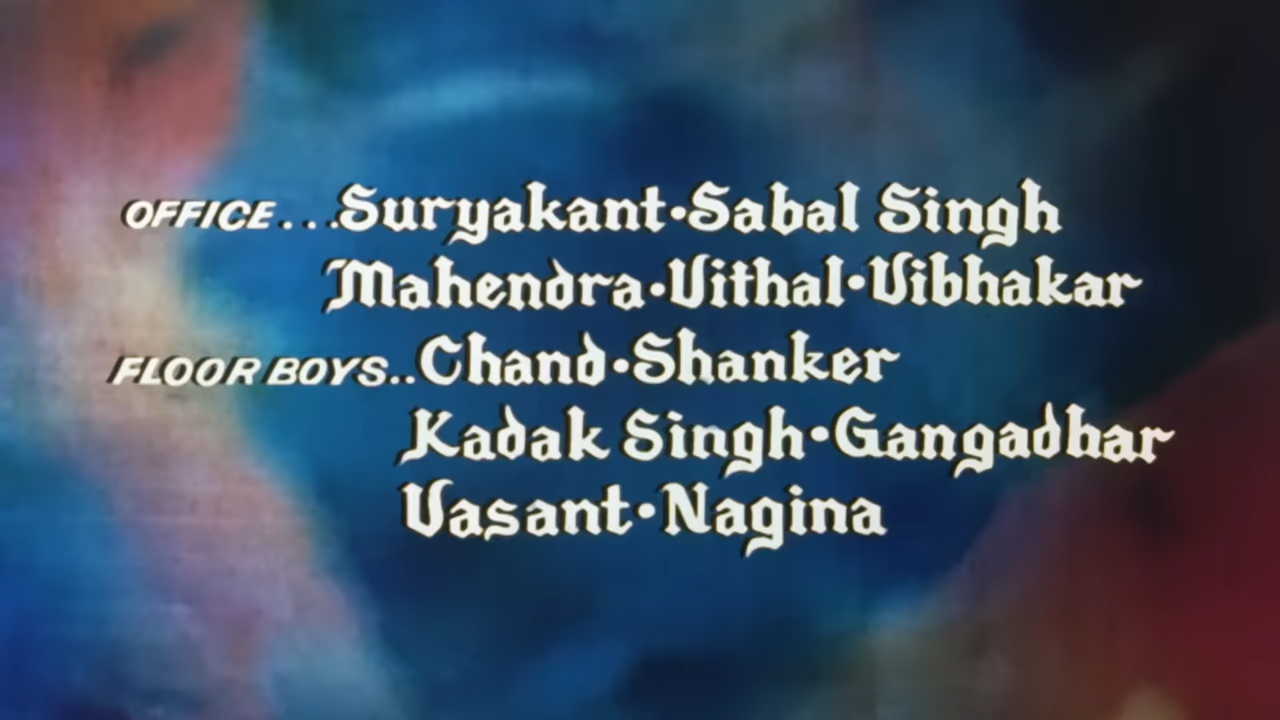 OFFICE...Suryakant•Sabal Singh
Mahendra•Vithal•Vibhakar
FLOOR BOYS..Chand•Shanker
Kadak Singh•Gangadhar
Vasant•Nagina